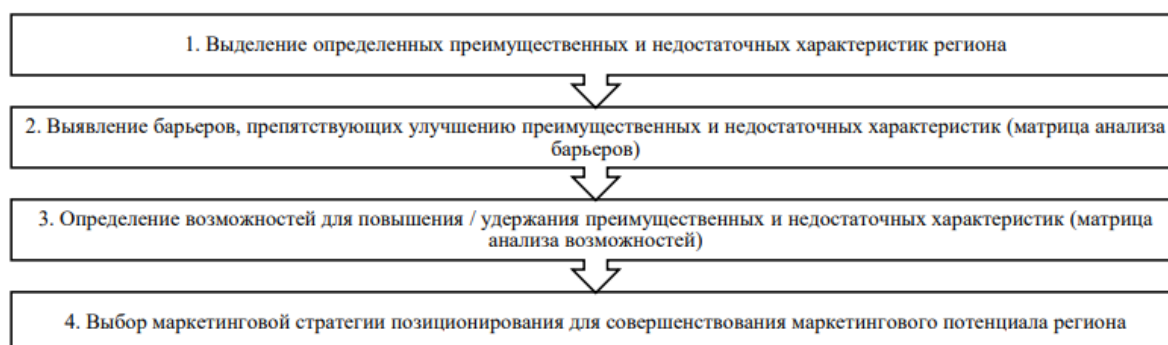 1. Выделение определенных преимущественных и недостаточных характеристик региона
2. Выявление барьеров, препятствующих улучшению преимущественных и недостаточных характеристик (матрица анализа
барьеров)
3. Определение возможностей для повышения / удержания преимущественных и недостаточных характеристик (матрица
анализа возможностей)
4. Выбор маркетинговой стратегии позиционирования для совершенствования маркетингового потенциала региона